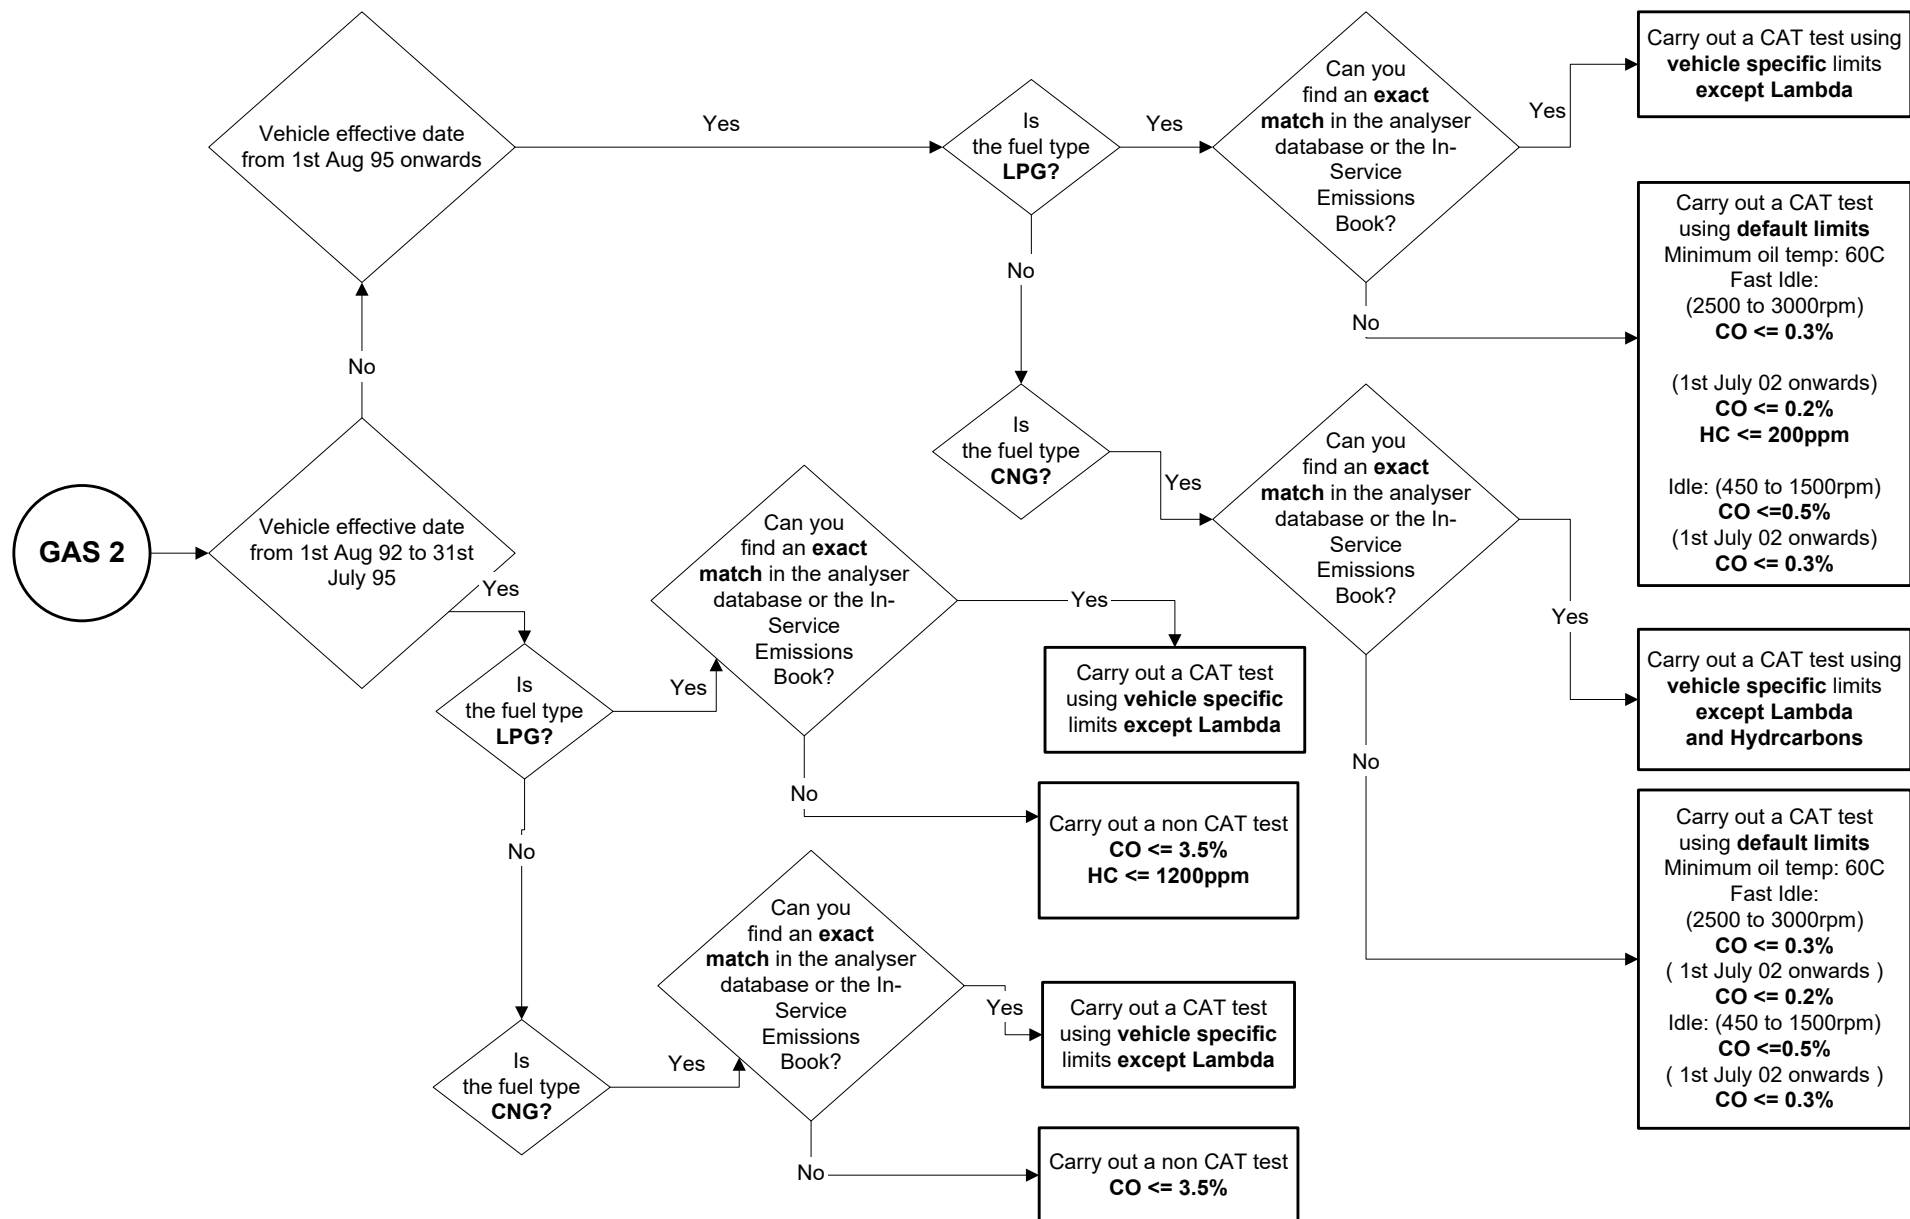 Vehicle effective date
from 1st Aug 95 onwards
Yes
Is
the fuel type
LPG?
Yes
Can you
find an exact
match in the analyser
database or the In-
Service
Emissions
Book?
Yes
Carry out a CAT test using
vehicle specific limits
except Lambda
No
Carry out a CAT test
using default limits
Minimum oil temp: 60C
Fast Idle:
(2500 to 3000rpm)
CO <= 0.3%
(1st July 02 onwards)
CO <= 0.2%
HC <= 200ppm
Idle: (450 to 1500rpm)
CO <=0.5%
(1st July 02 onwards)
CO <= 0.3%
No
Is
the fuel type
CNG?
Yes
Can you
find an exact
match in the analyser
database or the In-
Service
Emissions
Book?
Yes
Carry out a CAT test using
vehicle specific limits
except Lambda
and Hydrcarbons
No
Carry out a CAT test
using default limits
Minimum oil temp: 60C
Fast Idle:
(2500 to 3000rpm)
CO <= 0.3%
( 1st July 02 onwards )
CO <= 0.2%
Idle: (450 to 1500rpm)
CO <=0.5%
( 1st July 02 onwards )
CO <= 0.3%
No
GAS 2
Vehicle effective date
from 1st Aug 92 to 31st
July 95
Yes
Is
the fuel type
LPG?
Yes
Can you
find an exact
match in the analyser
database or the In-
Service
Emissions
Book?
Yes
Carry out a CAT test
using vehicle specific
limits except Lambda
No
Carry out a non CAT test
CO <= 3.5%
HC <= 1200ppm
No
Is
the fuel type
CNG?
Yes
Can you
find an exact
match in the analyser
database or the In-
Service
Emissions
Book?
Yes
Carry out a CAT test
using vehicle specific
limits except Lambda
No
Carry out a non CAT test
CO <= 3.5%